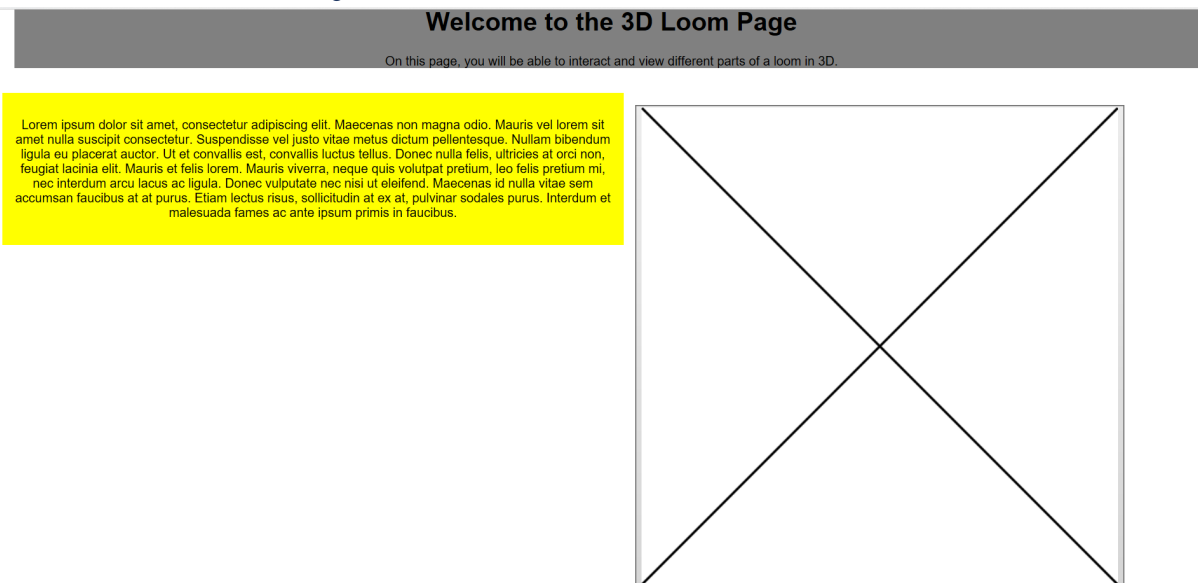 Welcome to the 3D Loom Page
On this page, you will be able to interact and view different parts of a loom in 3D.
Lorem ipsum dolor sit amet, consectetur adipiscing elit. Maecenas non magna odio. Mauris vel lorem sit
amet nulla suscipit consectetur. Suspendisse vel justo vitae metus dictum pellentesque. Nullam bibendum
ligula eu placerat auctor. Ut et convallis est, convallis luctus tellus. Donec nulla felis, ultricies at orci non,
feugiat lacinia elit. Mauris et felis lorem. Mauris viverra, neque quis volutpat pretium, leo felis pretium mi,
nec interdum arcu lacus ac ligula. Donec vulputate nec nisi ut eleifend. Maecenas id nulla vitae sem
accumsan faucibus at at purus. Etiam lectus risus, sollicitudin at ex at, pulvinar sodales purus. Interdum et
malesuada fames ac ante ipsum primis in faucibus.